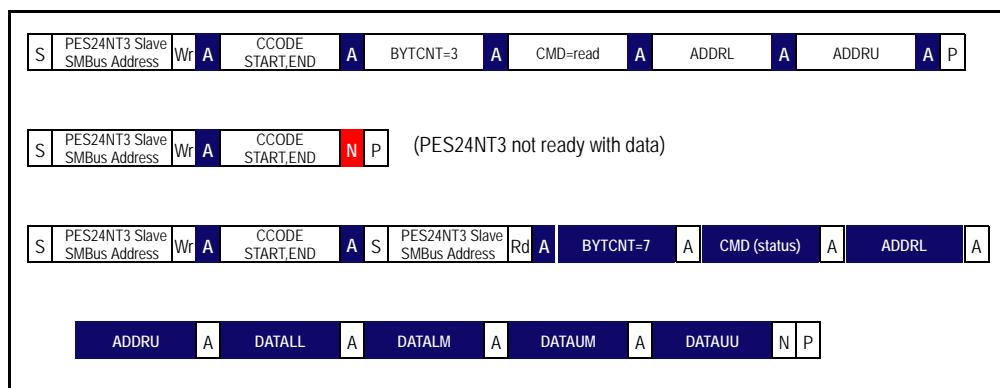 S PES24NT3 Slave SMBus Address Wr A CCODE START,END A BYTCNT=3 A CMD=read A ADDRL A ADDRU A P
S PES24NT3 Slave SMBus Address Wr A CCODE START,END N P (PES24NT3 not ready with data)
S PES24NT3 Slave SMBus Address Wr A CCODE START,END A S PES24NT3 Slave SMBus Address Rd A BYTCNT=7 A CMD (status) A ADDRL A
ADDRU A DATALL A DATALM A DATAUM A DATAUU N P